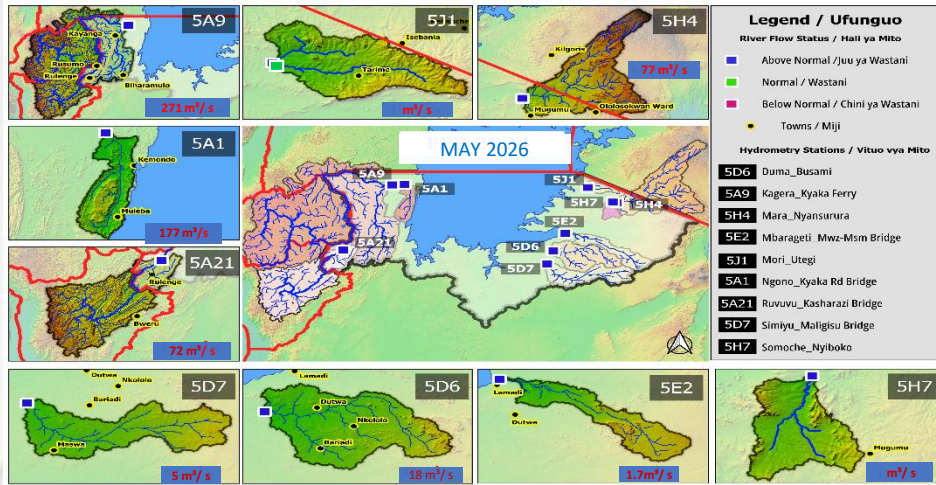 5A9
Kayanga
Rusumo
Rulenge
Biharamulo
271 m³/ s
5J1
Isebania
Tarime
m³/ s
5H4
Kilgoris
77 m³/ s
Mugumu
Ololosokwan Ward
5A1
Kemondo
Muleba
177 m³/ s
5A21
Rulenge
Bweru
72 m³/ s
MAY 2026
5A9
5A1
5A21
5J1
5H7
5H4
5E2
5D6
5D7
Legend / Ufunguo
River Flow Status / Hali ya Mito
Above Normal /Juu ya Wastani
Normal / Wastani
Below Normal / Chini ya Wastani
Towns / Miji
Hydrometry Stations / Vituo vya Mito
5D6 Duma_Busami
5A9 Kagera_Kyaka Ferry
5H4 Mara_Nyansurura
5E2 Mbarageti_Mwz-Msm Bridge
5J1 Mori_Utegi
5A1 Ngono_Kyaka Rd Bridge
5A21 Ruvuvu_Kasharazi Bridge
5D7 Simiyu_Maligisu Bridge
5H7 Somoche_Nyiboko
5D7
Dutwa
Nkololo
Bariadi
Maswa
5 m³/ s
5D6
Lamadi
Dutwa
Nkololo
Bariadi
18 m³/ s
5E2
Lamadi
Dutwa
1.7m³/ s
5H7
Mugumu
m³/ s